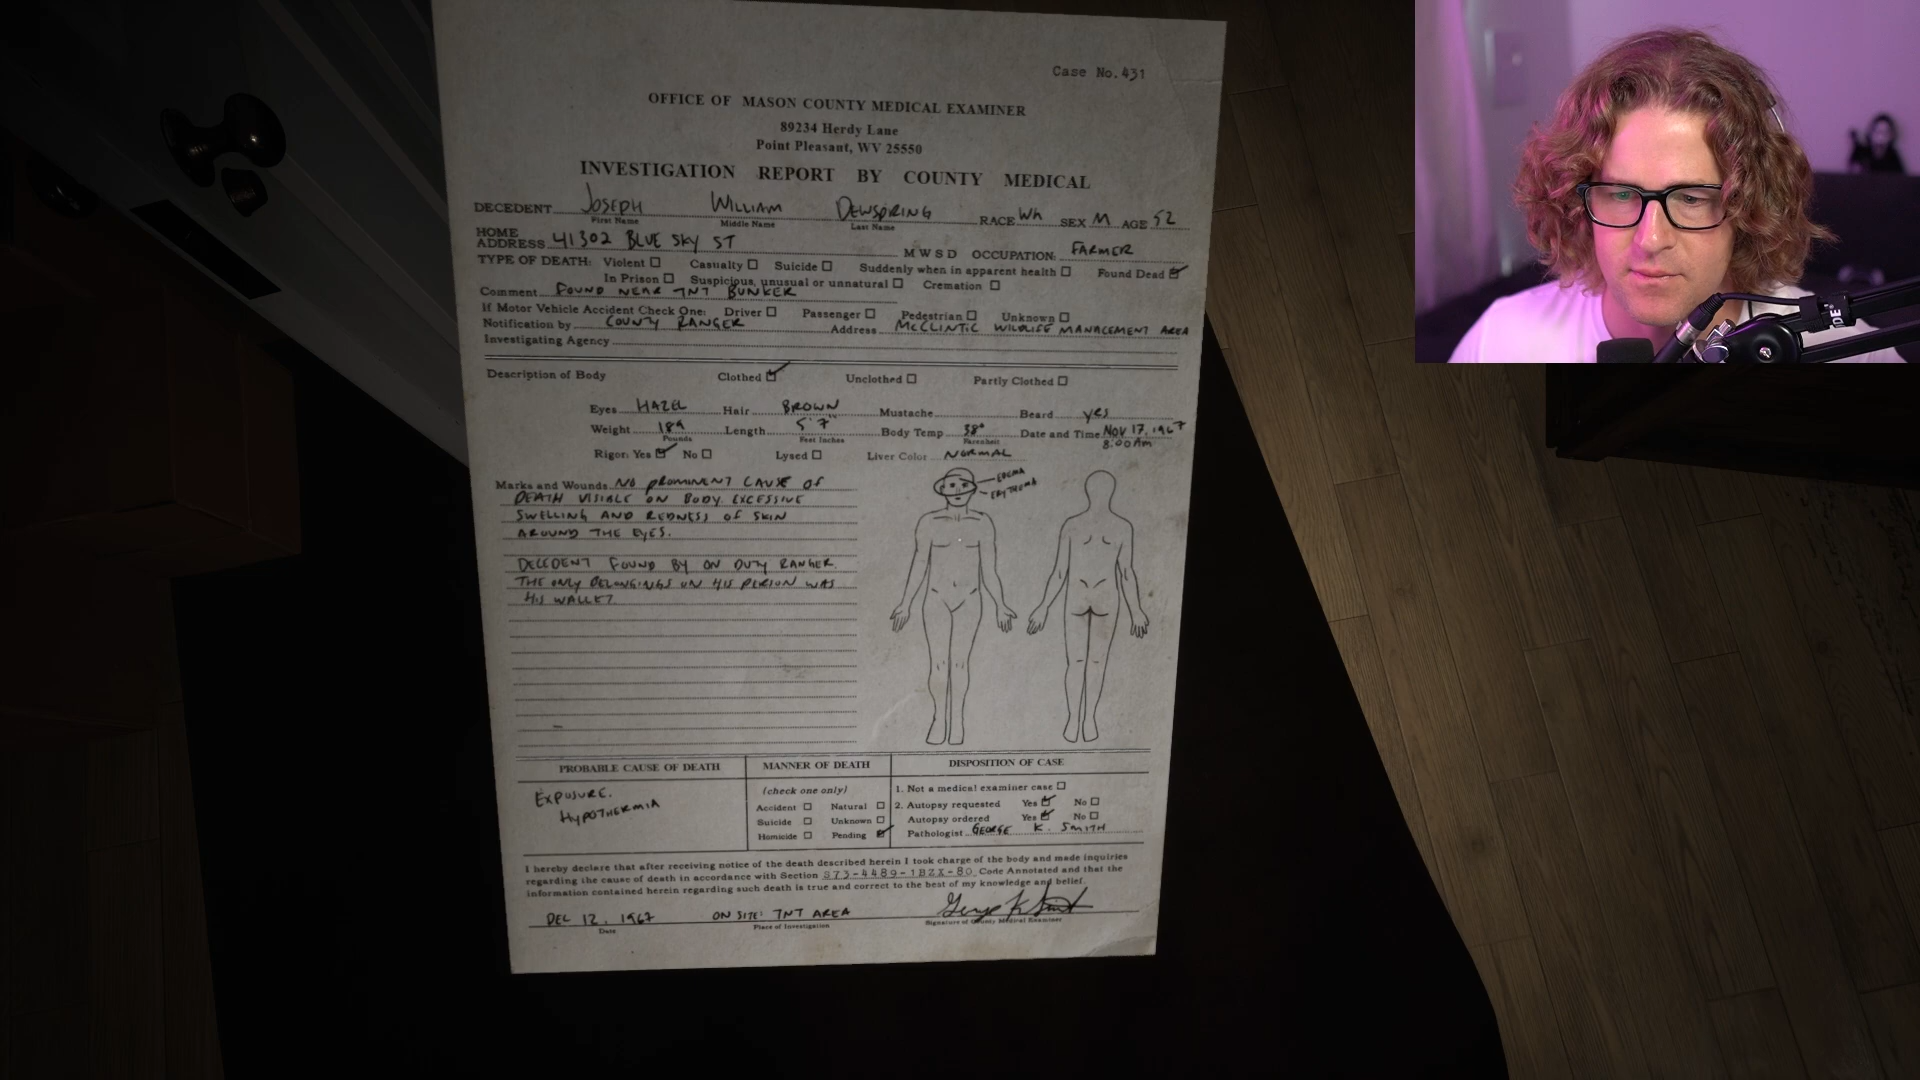 Case No.431
OFFICE OF MASON COUNTY MEDICAL EXAMINER
89234 Herdy Lane
Point Pleasant, WV 25550
INVESTIGATION REPORT BY COUNTY MEDICAL
DECEDENT JOSEPH WILLIAM DEWSPRING RACE Wh SEX M AGE 52
First Name Middle Name Last Name
HOME ADDRESS 41302 BLUE SKY ST M W S D OCCUPATION: FARMER
TYPE OF DEATH: Violent Casualty Suicide Suddenly when in apparent health Found Dead
In Prison Suspicious, unusual or unnatural Cremation
Comment FOUND NEAR TNT BUNKER
If Motor Vehicle Accident Check One: Driver Passenger Pedestrian Unknown
Notification by COUNTY RANGER Address MCCLINTIC WILDLIFE MANAGEMENT AREA
Investigating Agency
Description of Body Clothed Unclothed Partly Clothed
Eyes HAZEL Hair BROWN Mustache Beard yes
Weight 189 Length 5'7" Body Temp 38° Date and Time NOV 17, 1967
Pounds Feet Inches Farenheit 8:00AM
Rigor: Yes No Lysed Liver Color NORMAL
Marks and Wounds NO PROMINENT CAUSE OF
DEATH VISIBLE ON BODY. EXCESSIVE
SWELLING AND REDNESS OF SKIN
AROUND THE EYES.
DECEDENT FOUND BY ON DUTY RANGER.
THE ONLY BELONGINGS ON HIS PERSON WAS
HIS WALLET.
EDEMA
ERYTHEMA
PROBABLE CAUSE OF DEATH
EXPOSURE.
HYPOTHERMIA
MANNER OF DEATH
(check one only)
Accident Natural
Suicide Unknown
Homicide Pending
DISPOSITION OF CASE
1. Not a medical examiner case
2. Autopsy requested Yes No
Autopsy ordered Yes No
Pathologist GEORGE K. SMITH
I hereby declare that after receiving notice of the death described herein I took charge of the body and made inquiries
regarding the cause of death in accordance with Section S73-4489-1BZX-80 Code Annotated and that the
information contained herein regarding such death is true and correct to the best of my knowledge and belief.
DEC 12, 1967 ON SITE: TNT AREA George K Smith
Date Place of Investigation Signature of County Medical Examiner